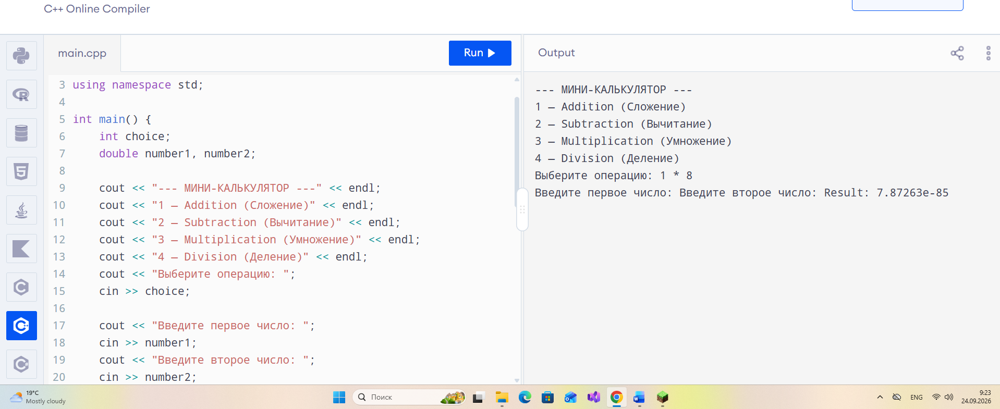 C++ Online Compiler
main.cpp
Run
Output
3 using namespace std;
4
5 int main() {
6 int choice;
7 double number1, number2;
8
9 cout << "--- МИНИ-КАЛЬКУЛЯТОР ---" << endl;
10 cout << "1 — Addition (Сложение)" << endl;
11 cout << "2 — Subtraction (Вычитание)" << endl;
12 cout << "3 — Multiplication (Умножение)" << endl;
13 cout << "4 — Division (Деление)" << endl;
14 cout << "Выберите операцию: ";
15 cin >> choice;
16
17 cout << "Введите первое число: ";
18 cin >> number1;
19 cout << "Введите второе число: ";
20 cin >> number2;
--- МИНИ-КАЛЬКУЛЯТОР ---
1 — Addition (Сложение)
2 — Subtraction (Вычитание)
3 — Multiplication (Умножение)
4 — Division (Деление)
Выберите операцию: 1 * 8
Введите первое число: Введите второе число: Result: 7.87263e-85
19°C
Mostly cloudy
Поиск
ENG
9:23
24.09.2026